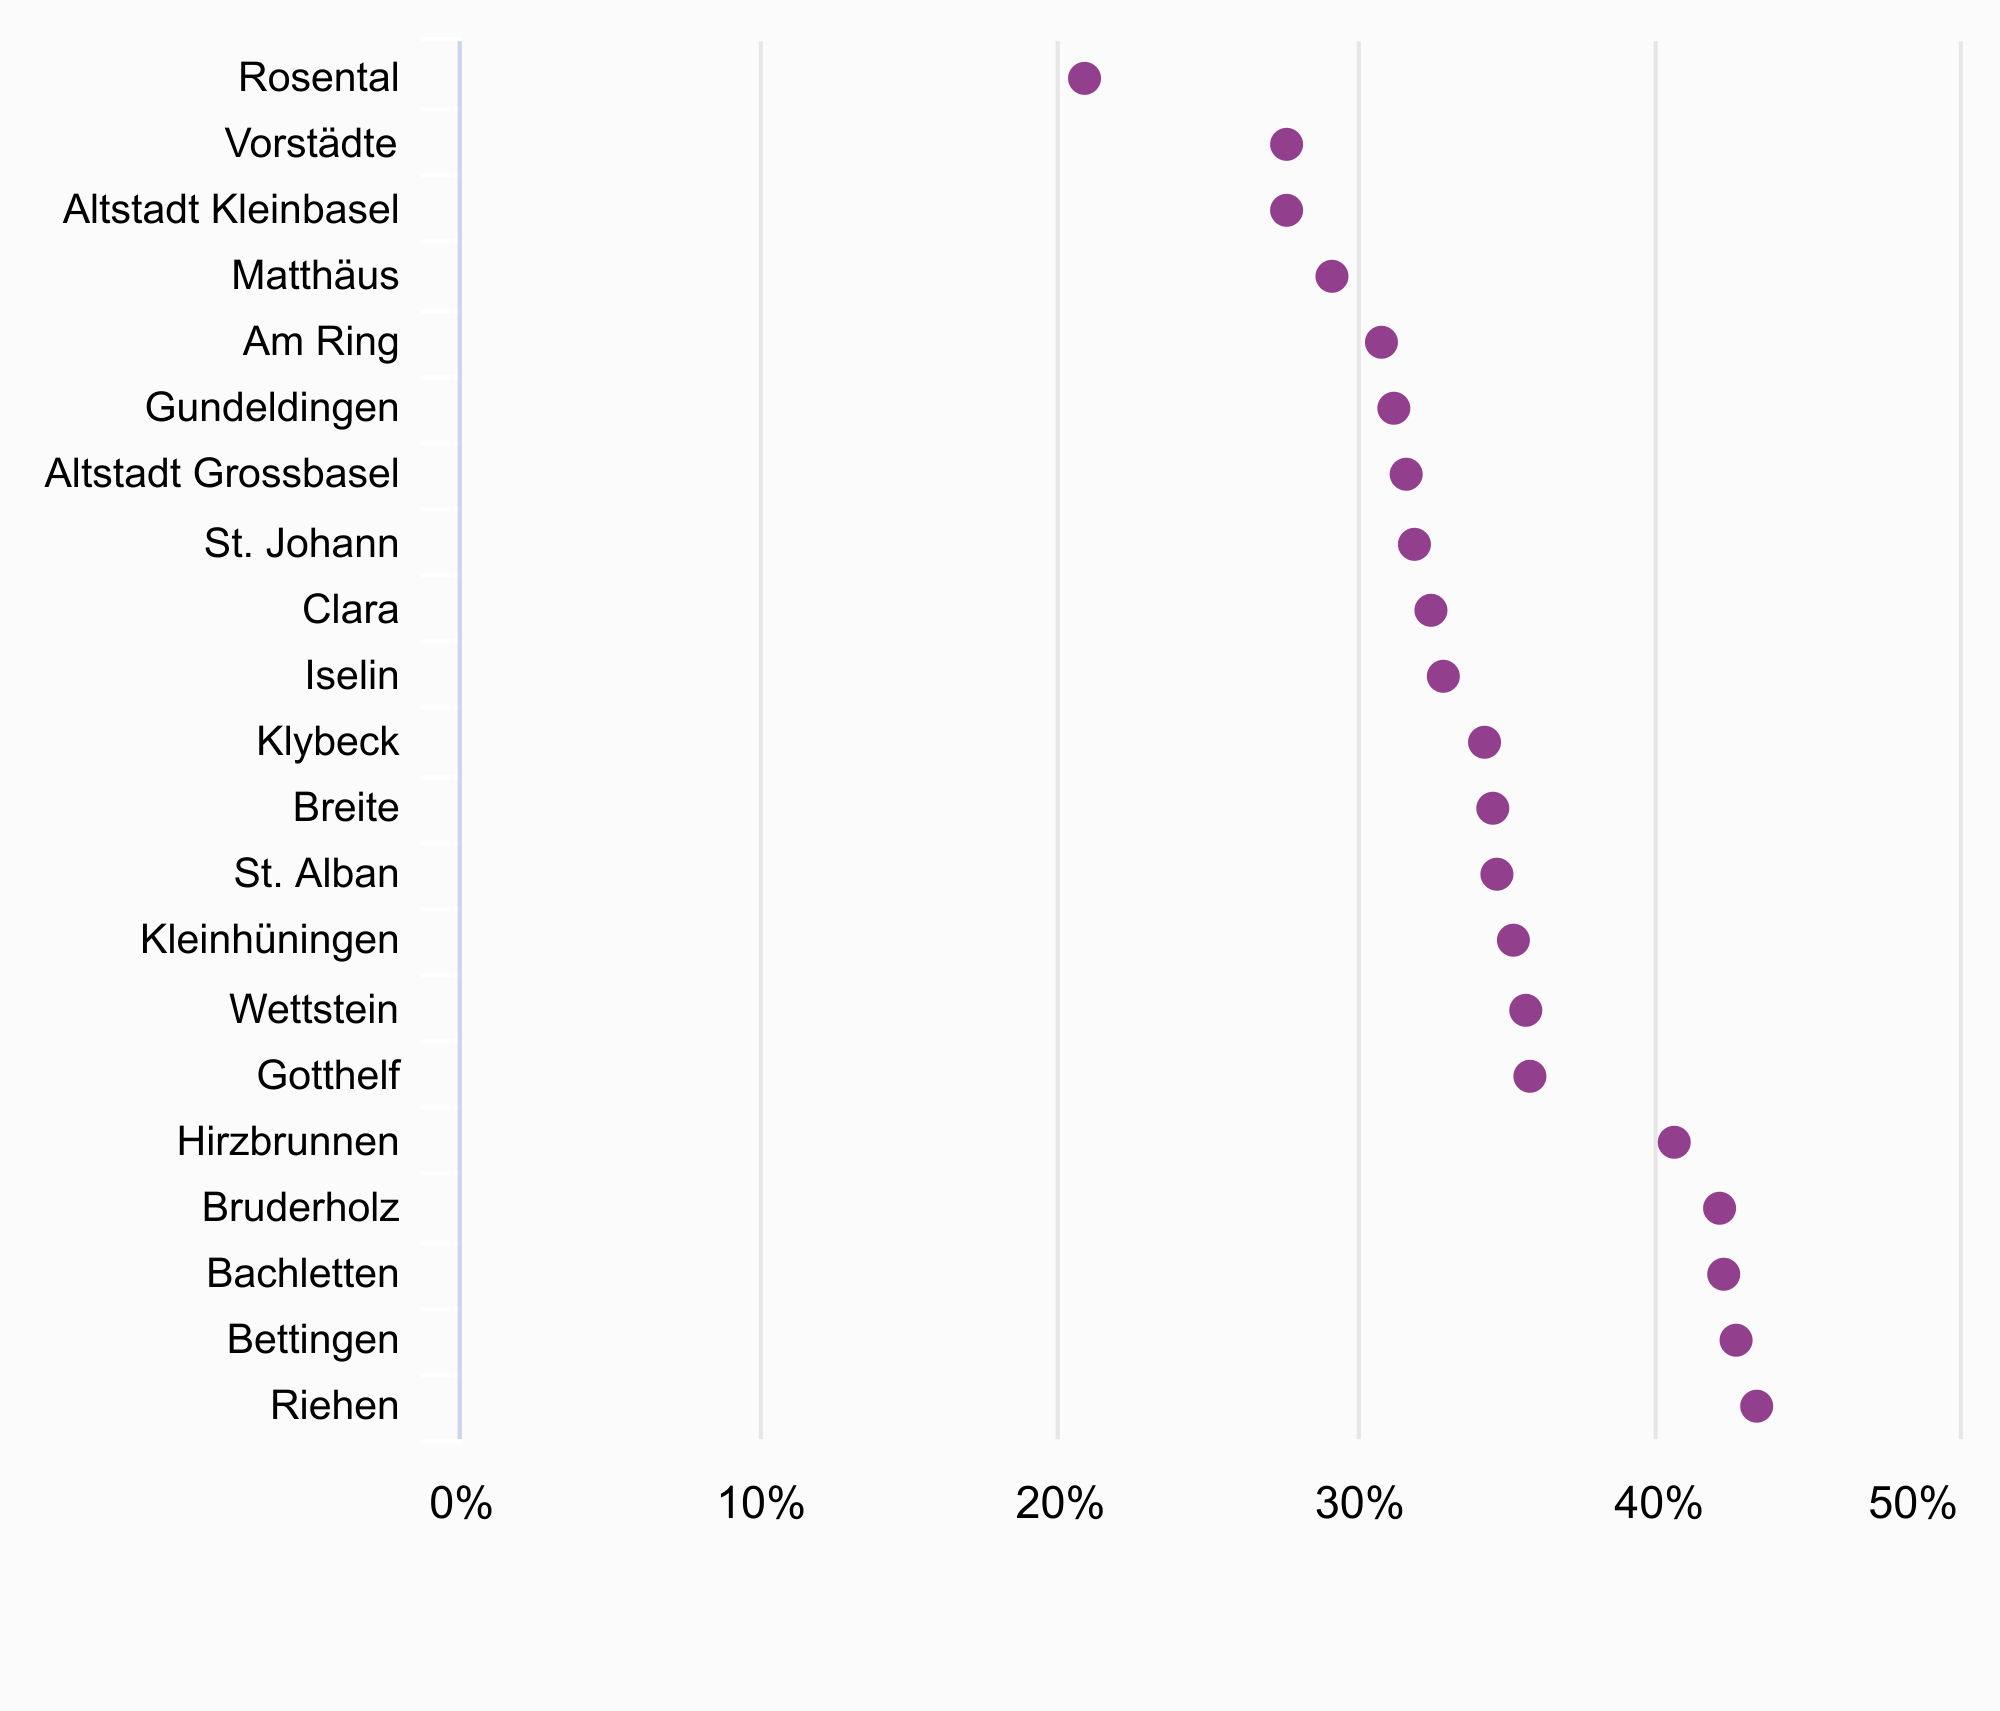 Rosental
Vorstädte
Altstadt Kleinbasel
Matthäus
Am Ring
Gundeldingen
Altstadt Grossbasel
St. Johann
Clara
Iselin
Klybeck
Breite
St. Alban
Kleinhüningen
Wettstein
Gotthelf
Hirzbrunnen
Bruderholz
Bachletten
Bettingen
Riehen
0% 10% 20% 30% 40% 50%